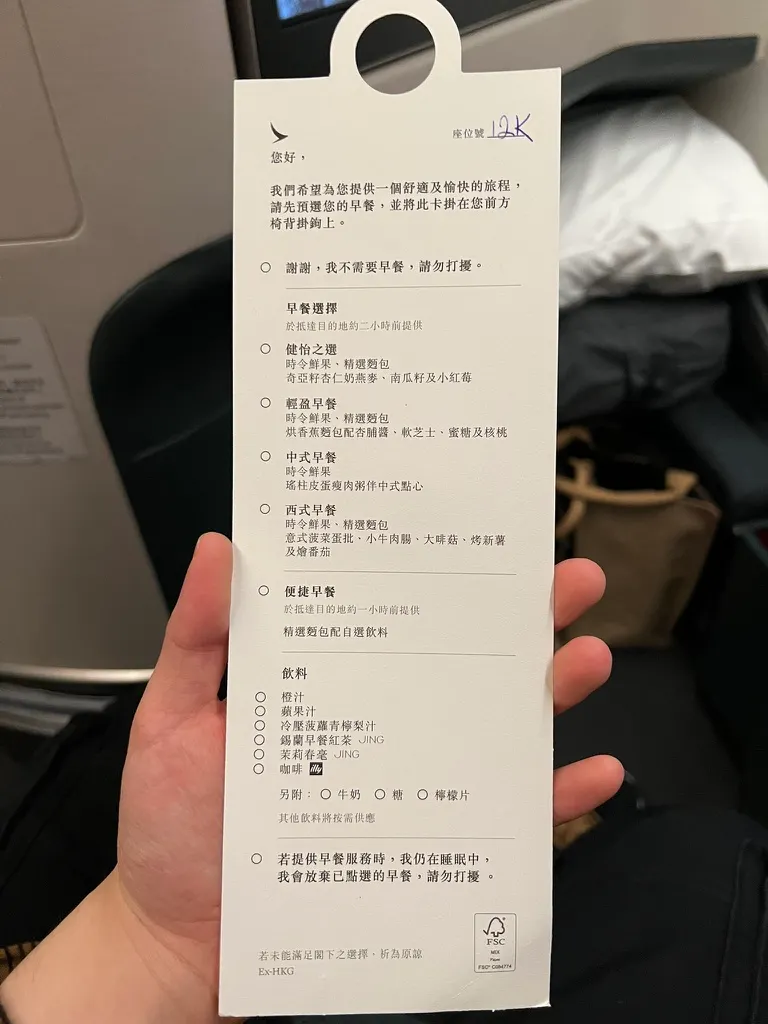 座位號 12K
您好，
我們希望為您提供一個舒適及愉快的旅程，
請先預選您的早餐，並將此卡掛在您前方
椅背掛鉤上。
謝謝，我不需要早餐，請勿打擾。
早餐選擇
於抵達目的地約二小時前提供
健怡之選
時令鮮果、精選麵包
奇亞籽杏仁奶燕麥、南瓜籽及小紅莓
輕盈早餐
時令鮮果、精選麵包
烘香蕉麵包配杏脯醬、軟芝士、蜜糖及核桃
中式早餐
時令鮮果
瑤柱皮蛋瘦肉粥伴中式點心
西式早餐
時令鮮果、精選麵包
意式菠菜蛋批、小牛肉腸、大啡菇、烤新薯
及燴番茄
便捷早餐
於抵達目的地約一小時前提供
精選麵包配自選飲料
飲料
橙汁
蘋果汁
冷壓菠蘿青檸梨汁
錫蘭早餐紅茶 JING
茉莉春毫 JING
咖啡 illy
另附： 牛奶 糖 檸檬片
其他飲料將按需供應
若提供早餐服務時，我仍在睡眠中，
我會放棄已點選的早餐，請勿打擾。
FSC
MIX
Paper
FSC® C084774
若未能滿足閣下之選擇，祈為原諒
Ex-HKG